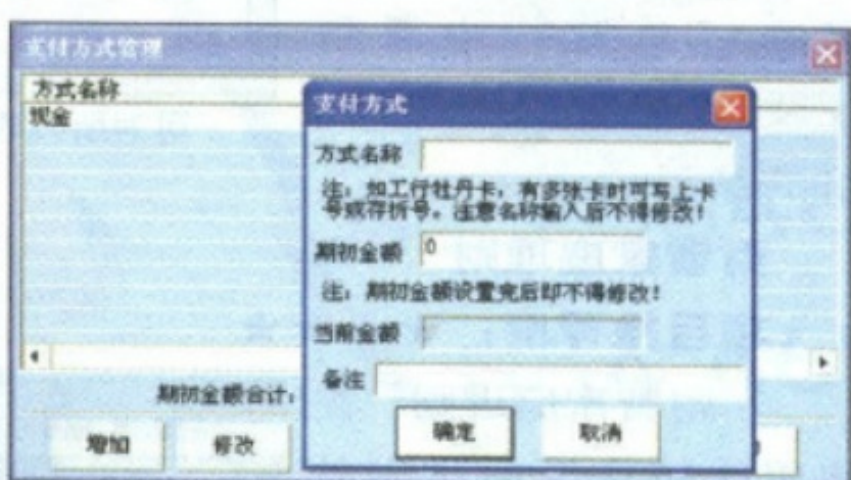 支付方式管理
方式名称
现金
支付方式
方式名称
注：如工行牡丹卡，有多张卡时可写上卡
号或存折号。注意名称输入后不得修改！
期初金额 0
注：期初金额设置完后即不得修改！
当前金额
备注
期初金额合计：
增加 修改
确定 取消